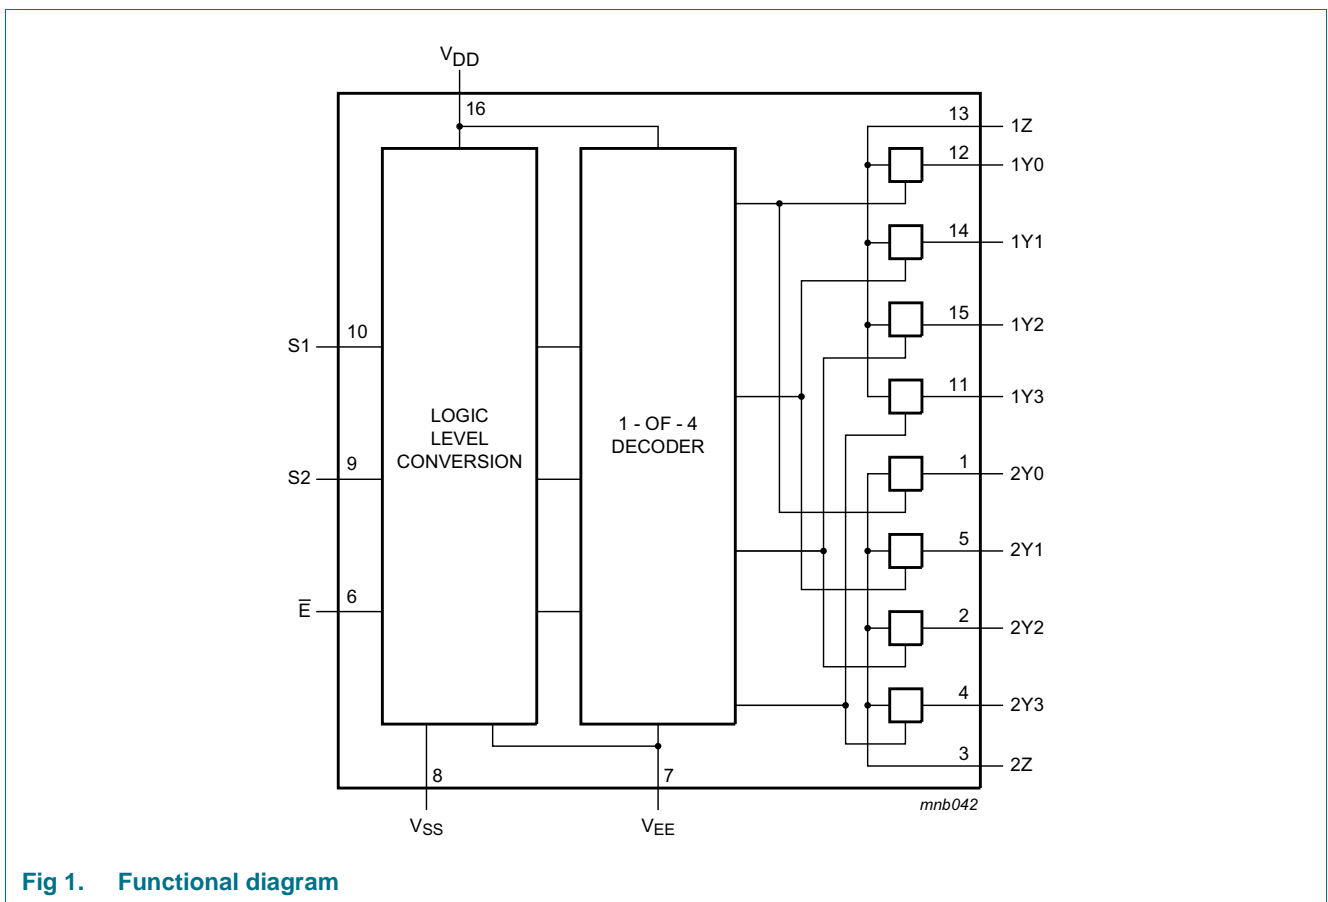 VDD
16
13 1Z
12 1Y0
14 1Y1
15 1Y2
11 1Y3
1 2Y0
5 2Y1
2 2Y2
4 2Y3
3 2Z
S1 10
S2 9
E̅ 6
LOGIC
LEVEL
CONVERSION
1 - OF - 4
DECODER
8
7
VSS
VEE
mnb042
Fig 1. Functional diagram